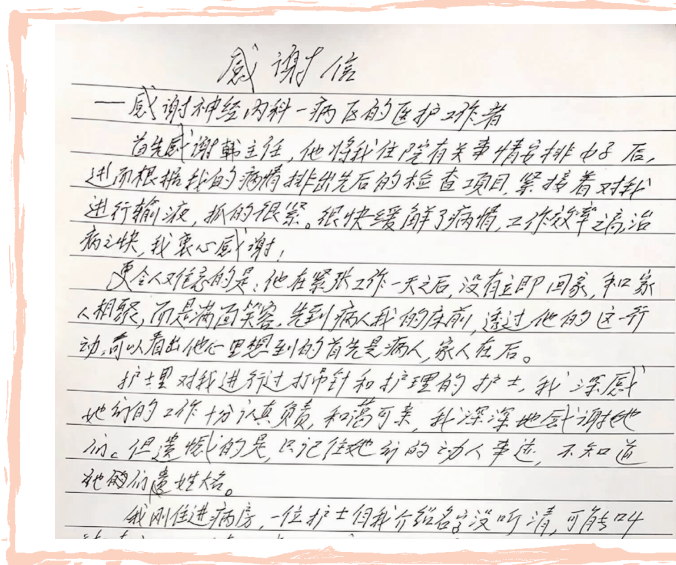 感谢信
—感谢神经内科一病区的医护工作者
首先感谢韩主任,他将我住院有关事情安排好后,
进而根据我的病情排出先后的检查项目,紧接着对我
进行输液,抓的很紧。很快缓解了病情,工作效率之高,治
病之快,我衷心感谢!
更令人难忘的是:他在紧张工作一天之后,没有立即回家,和家
人相聚,而是满面笑容,先到病人我的床前,透过他的这一行
动,可以看出他心里想到的首先是病人,家人在后。
护士里对我进行过打吊针和护理的护士,我深感
她们的工作十分认真负责,和蔼可亲,我深深地感谢她
们。但遗憾的是,只记住她们的动人事迹,不知道
她们姓名。
我刚住进病房,一位护士自我介绍名字没听清,可能叫